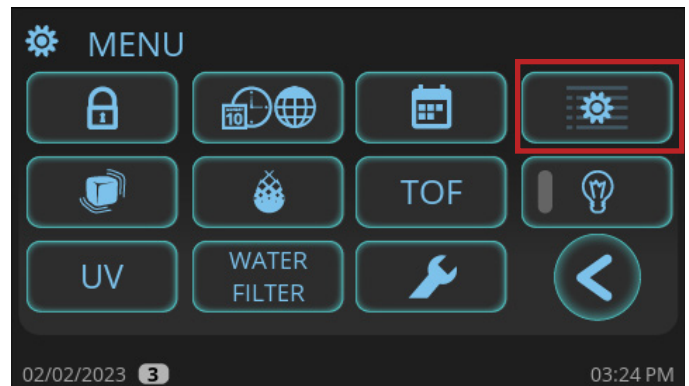 MENU
10
TOF
UV
WATER
FILTER
02/02/2023 3
03:24 PM